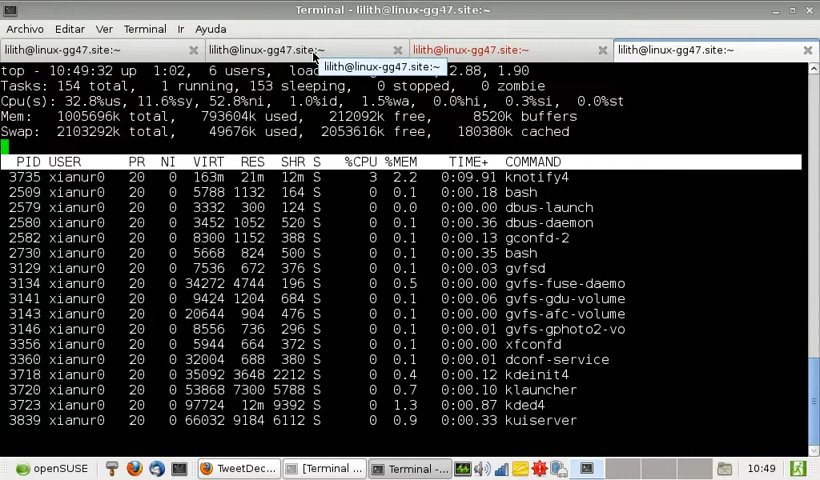 Terminal - lilith@linux-gg47.site:~
Archivo Editar Ver Terminal Ir Ayuda
lilith@linux-gg47.site:~ lilith@linux-gg47.site:~ lilith@linux-gg47.site:~ lilith@linux-gg47.site:~
lilith@linux-gg47.site:~
top - 10:49:32 up 1:02, 6 users, loa 2.88, 1.90
Tasks: 154 total, 1 running, 153 sleeping, 0 stopped, 0 zombie
Cpu(s): 32.8%us, 11.6%sy, 52.8%ni, 1.0%id, 1.5%wa, 0.0%hi, 0.3%si, 0.0%st
Mem: 1005696k total, 793604k used, 212092k free, 8520k buffers
Swap: 2103292k total, 49676k used, 2053616k free, 180380k cached
PID USER PR NI VIRT RES SHR S %CPU %MEM TIME+ COMMAND
3735 xianur0 20 0 163m 21m 12m S 3 2.2 0:09.91 knotify4
2509 xianur0 20 0 5788 1132 164 S 0 0.1 0:00.18 bash
2579 xianur0 20 0 3332 300 124 S 0 0.0 0:00.00 dbus-launch
2580 xianur0 20 0 3452 1052 520 S 0 0.1 0:00.36 dbus-daemon
2582 xianur0 20 0 8300 1152 388 S 0 0.1 0:00.13 gconfd-2
2730 xianur0 20 0 5668 824 500 S 0 0.1 0:00.35 bash
3129 xianur0 20 0 7536 672 376 S 0 0.1 0:00.03 gvfsd
3134 xianur0 20 0 34272 4744 196 S 0 0.5 0:00.00 gvfs-fuse-daemo
3141 xianur0 20 0 9424 1204 684 S 0 0.1 0:00.06 gvfs-gdu-volume
3143 xianur0 20 0 20644 904 476 S 0 0.1 0:00.00 gvfs-afc-volume
3146 xianur0 20 0 8556 736 296 S 0 0.1 0:00.01 gvfs-gphoto2-vo
3356 xianur0 20 0 5944 664 372 S 0 0.1 0:00.00 xfconfd
3360 xianur0 20 0 32004 688 380 S 0 0.1 0:00.01 dconf-service
3718 xianur0 20 0 35092 3648 2212 S 0 0.4 0:00.12 kdeinit4
3720 xianur0 20 0 53868 7300 5788 S 0 0.7 0:00.10 klauncher
3723 xianur0 20 0 97724 12m 9392 S 0 1.3 0:00.87 kded4
3839 xianur0 20 0 66032 9184 6112 S 0 0.9 0:00.33 kuiserver
openSUSE TweetDec... [Terminal ... Terminal -... 10:49